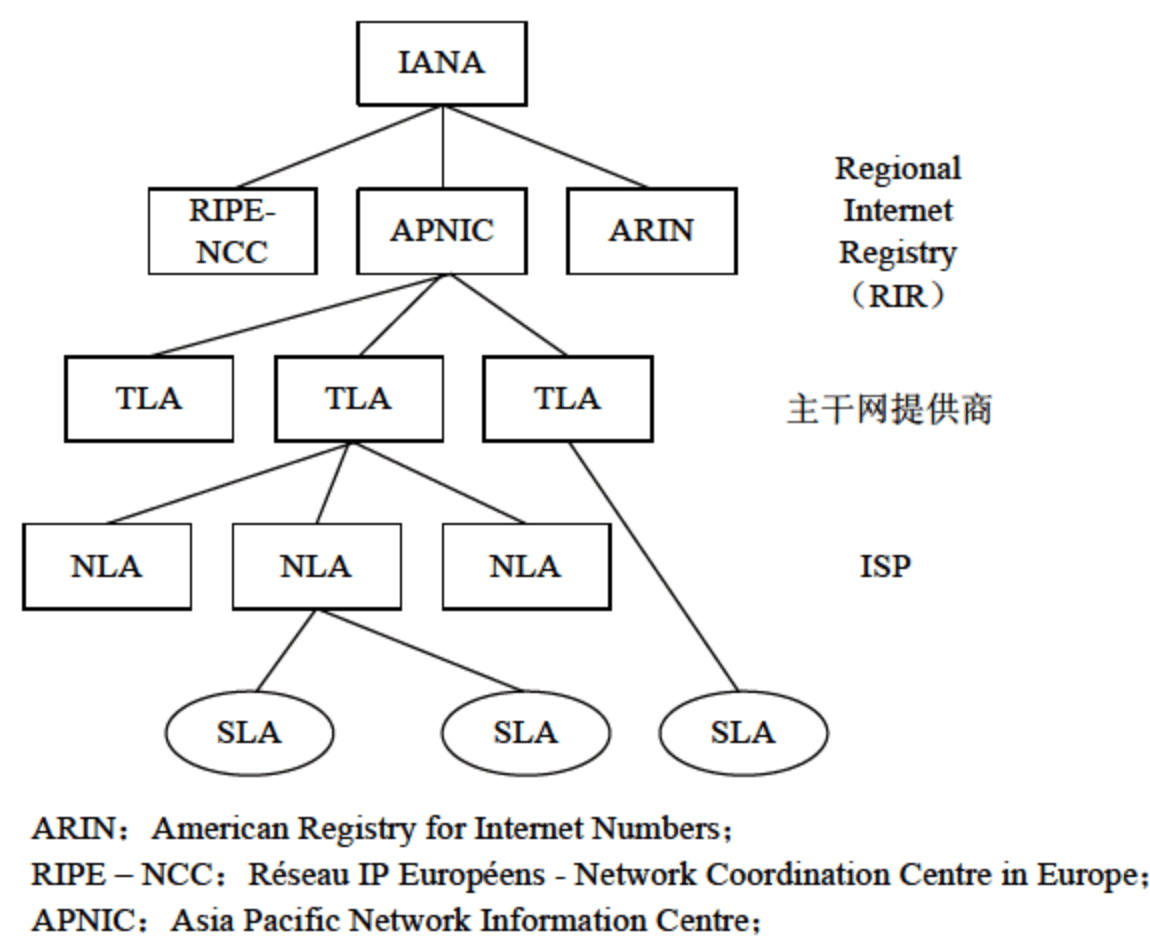 IANA
RIPE-
NCC
APNIC
ARIN
Regional
Internet
Registry
（RIR）
TLA
TLA
TLA
主干网提供商
NLA
NLA
NLA
ISP
SLA
SLA
SLA
ARIN：American Registry for Internet Numbers；
RIPE – NCC：Réseau IP Européens - Network Coordination Centre in Europe；
APNIC：Asia Pacific Network Information Centre；